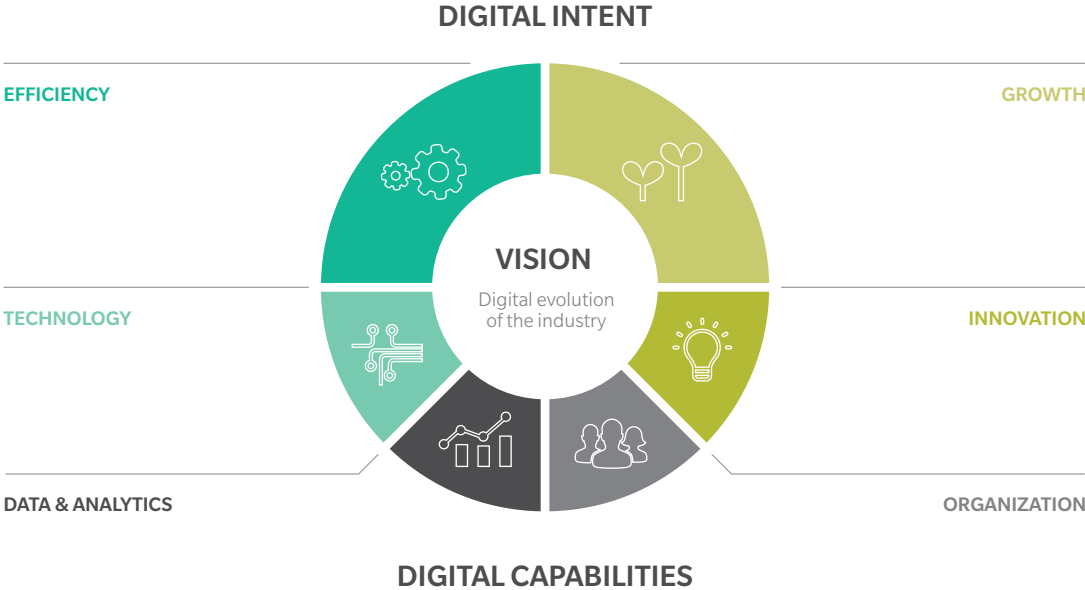 DIGITAL INTENT
EFFICIENCY
GROWTH
VISION
Digital evolution
of the industry
TECHNOLOGY
INNOVATION
DATA & ANALYTICS
ORGANIZATION
DIGITAL CAPABILITIES